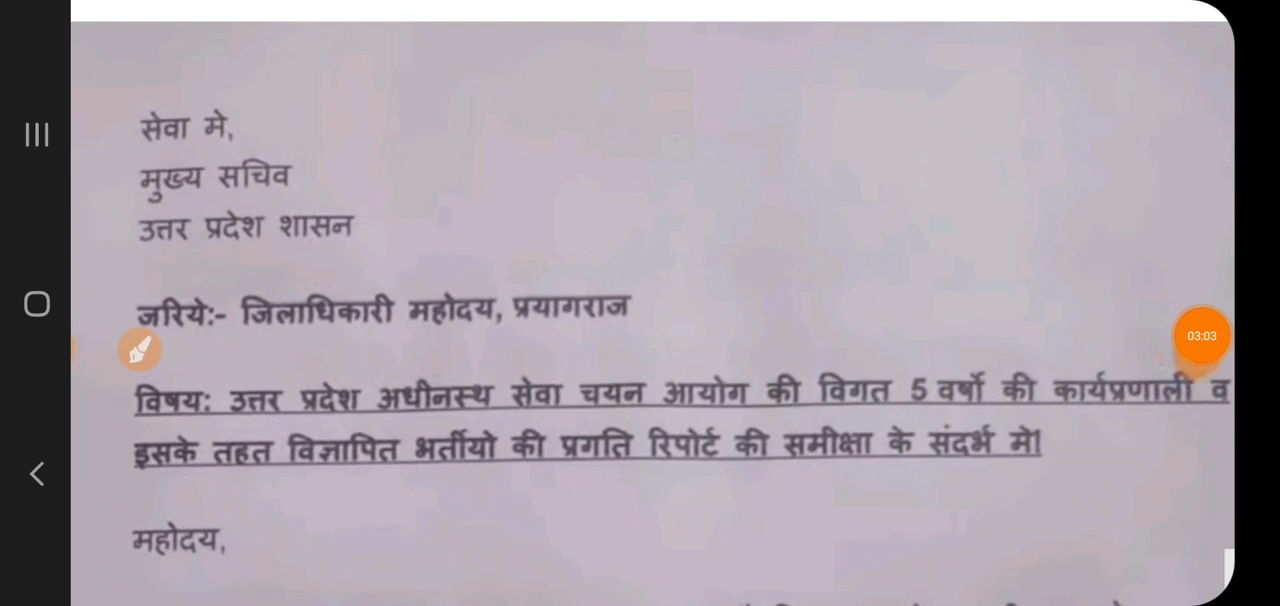 सेवा मे,
मुख्य सचिव
उत्तर प्रदेश शासन
जरिये:- जिलाधिकारी महोदय, प्रयागराज
03:03
विषय: उत्तर प्रदेश अधीनस्थ सेवा चयन आयोग की विगत 5 वर्षो की कार्यप्रणाली व
इसके तहत विज्ञापित भर्तीयो की प्रगति रिपोर्ट की समीक्षा के संदर्भ मे।
महोदय,